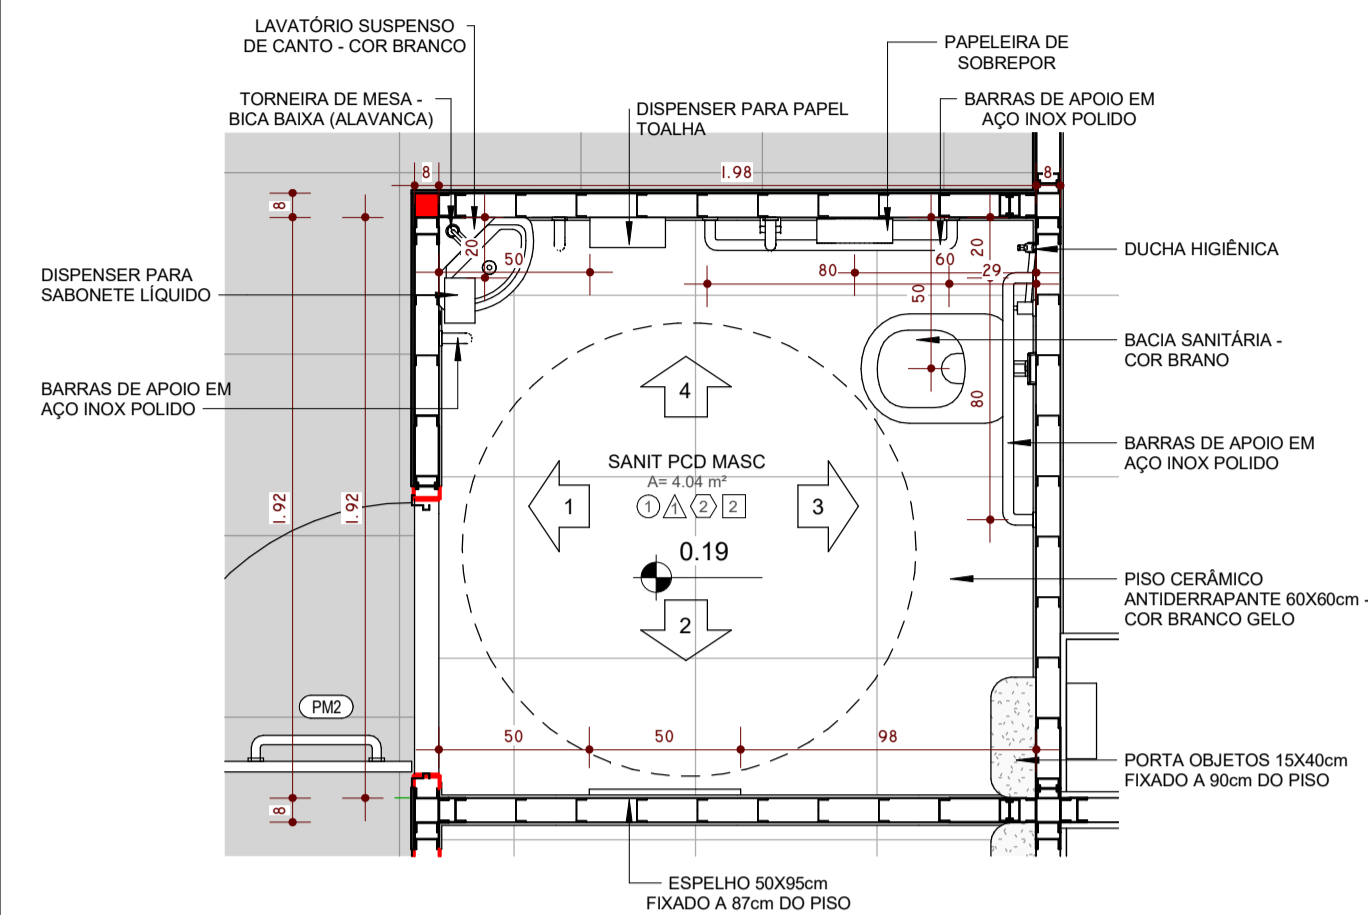 LAVATÓRIO SUSPENSO
DE CANTO - COR BRANCO
PAPELEIRA DE
SOBREPOR
TORNEIRA DE MESA -
BICA BAIXA (ALAVANCA)
DISPENSER PARA PAPEL
TOALHA
BARRAS DE APOIO EM
AÇO INOX POLIDO
8
1.98
8
8
20
50
80
60
20
29
50
DUCHA HIGIÊNICA
DISPENSER PARA
SABONETE LÍQUIDO
BACIA SANITÁRIA -
COR BRANO
BARRAS DE APOIO EM
AÇO INOX POLIDO
4
80
BARRAS DE APOIO EM
AÇO INOX POLIDO
SANIT PCD MASC
A= 4.04 m²
1 1 2 2
1
3
1.92
1.92
0.19
PISO CERÂMICO
ANTIDERRAPANTE 60X60cm -
COR BRANCO GELO
2
PM2
50
50
98
PORTA OBJETOS 15X40cm
FIXADO A 90cm DO PISO
8
ESPELHO 50X95cm
FIXADO A 87cm DO PISO